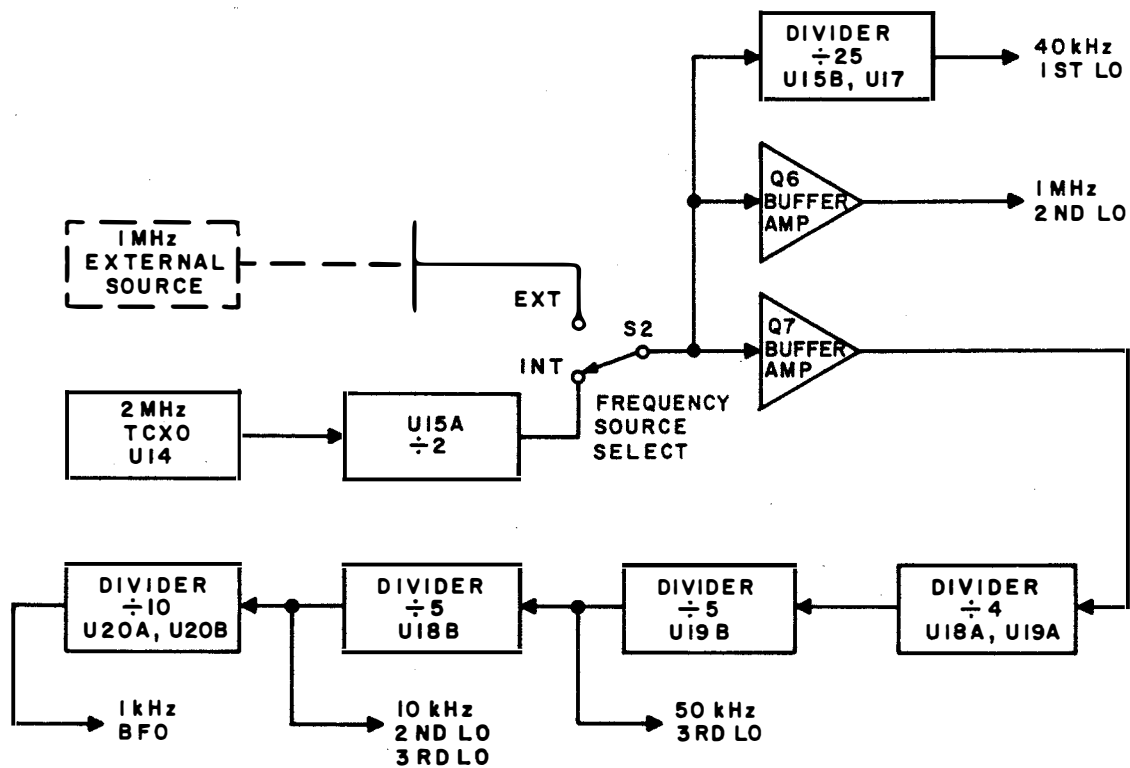 DIVIDER
÷25
U15B, U17
40kHz
1ST LO
Q6
BUFFER
AMP
1MHz
2ND LO
1MHz
EXTERNAL
SOURCE
EXT
S2
INT
Q7
BUFFER
AMP
FREQUENCY
SOURCE
SELECT
2MHz
TCXO
U14
U15A
÷2
DIVIDER
÷10
U20A, U20B
DIVIDER
÷5
U18B
DIVIDER
÷5
U19B
DIVIDER
÷4
U18A, U19A
1kHz
BFO
10kHz
2ND LO
3RD LO
50kHz
3RD LO